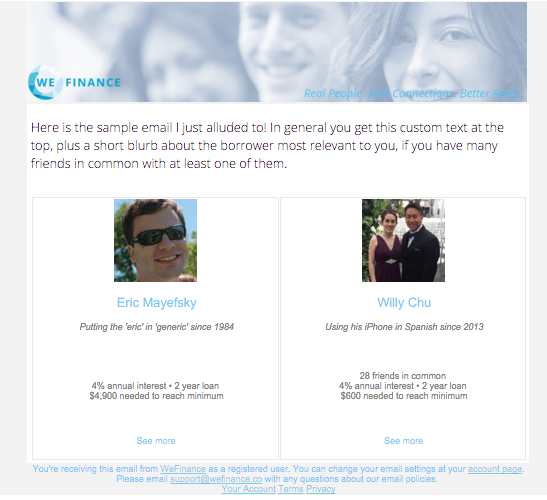 WE FINANCE
Real People. Real Connections. Better Rates.
Here is the sample email I just alluded to! In general you get this custom text at the
top, plus a short blurb about the borrower most relevant to you, if you have many
friends in common with at least one of them.
Eric Mayefsky
Putting the 'eric' in 'generic' since 1984
4% annual interest • 2 year loan
$4,900 needed to reach minimum
See more
Willy Chu
Using his iPhone in Spanish since 2013
28 friends in common
4% annual interest • 2 year loan
$600 needed to reach minimum
See more
You're receiving this email from WeFinance as a registered user. You can change your email settings at your account page.
Please email support@wefinance.co with any questions about our email policies.
Your Account Terms Privacy